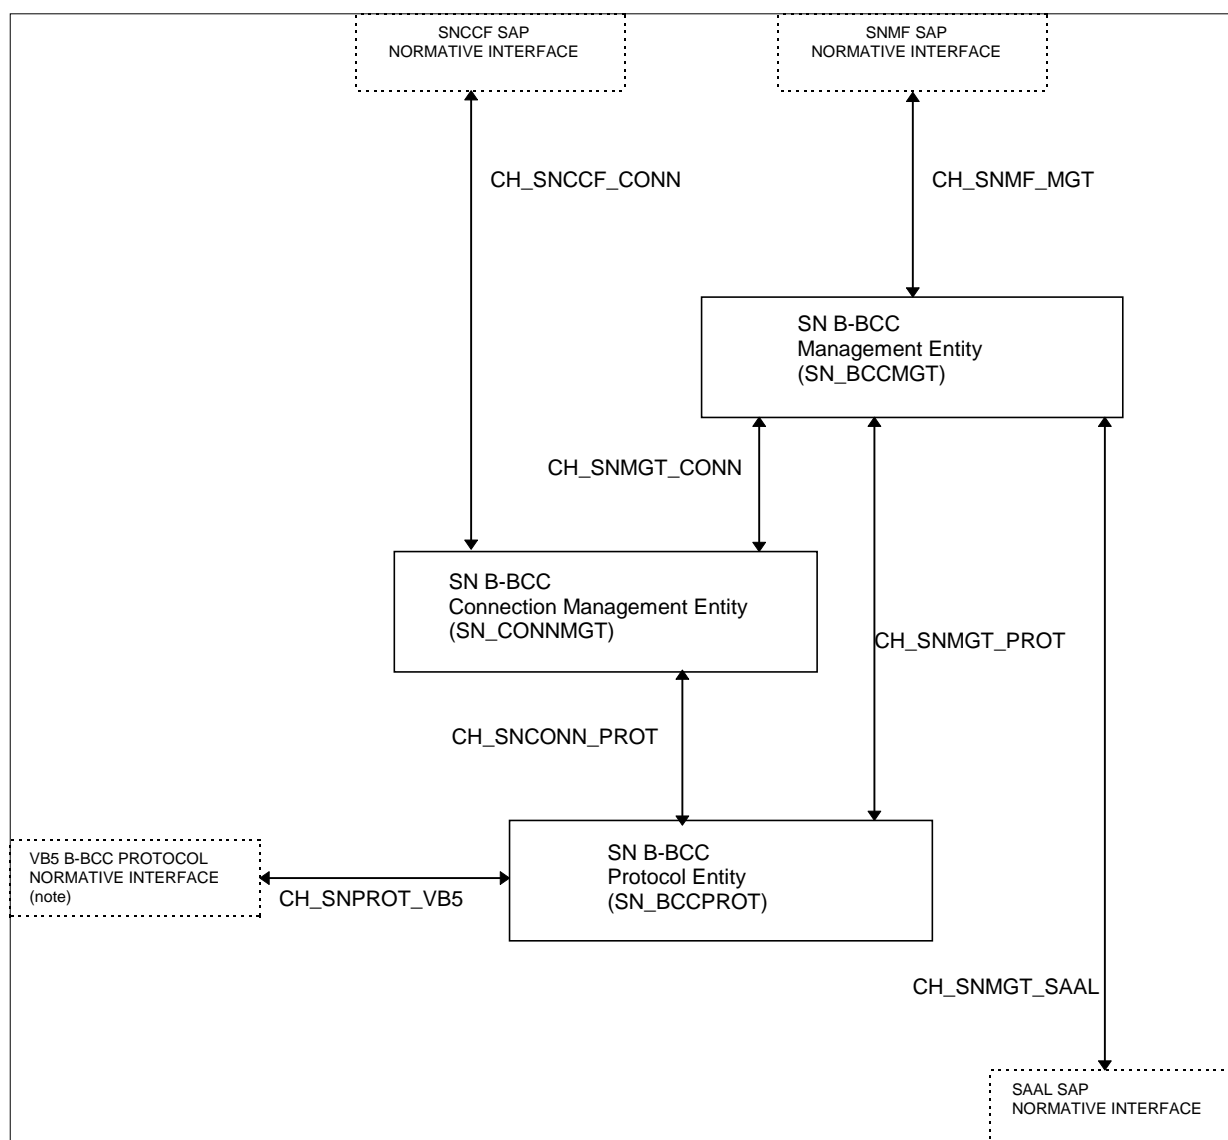 SNCCF SAP
NORMATIVE INTERFACE
SNMF SAP
NORMATIVE INTERFACE
CH_SNCCF_CONN
CH_SNMF_MGT
SN B-BCC
Management Entity
(SN_BCCMGT)
CH_SNMGT_CONN
SN B-BCC
Connection Management Entity
(SN_CONNMGT)
CH_SNMGT_PROT
CH_SNCONN_PROT
VB5 B-BCC PROTOCOL
NORMATIVE INTERFACE
(note)
CH_SNPROT_VB5
SN B-BCC
Protocol Entity
(SN_BCCPROT)
CH_SNMGT_SAAL
SAAL SAP
NORMATIVE INTERFACE